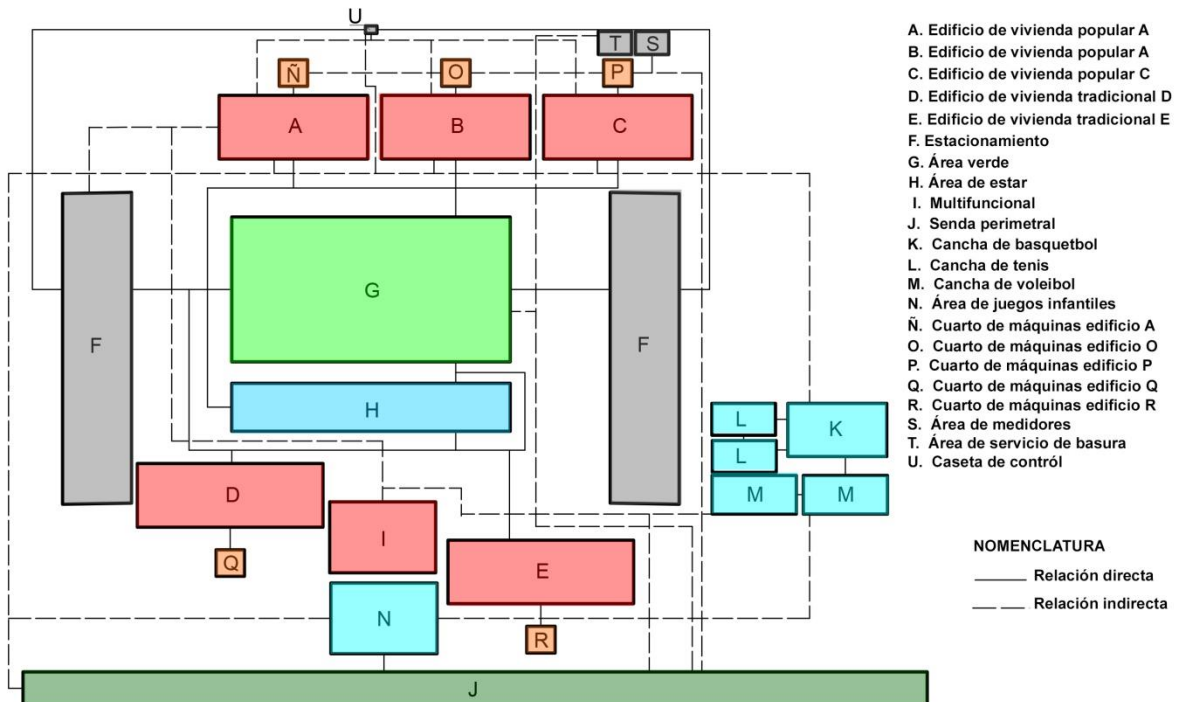 U
T S
Ñ O P
A B C
F G F
H
L K
L
M M
D
I
E
Q
N
R
J
A. Edificio de vivienda popular A
B. Edificio de vivienda popular A
C. Edificio de vivienda popular C
D. Edificio de vivienda tradicional D
E. Edificio de vivienda tradicional E
F. Estacionamiento
G. Área verde
H. Área de estar
I. Multifuncional
J. Senda perimetral
K. Cancha de basquetbol
L. Cancha de tenis
M. Cancha de voleibol
N. Área de juegos infantiles
Ñ. Cuarto de máquinas edificio A
O. Cuarto de máquinas edificio O
P. Cuarto de máquinas edificio P
Q. Cuarto de máquinas edificio Q
R. Cuarto de máquinas edificio R
S. Área de medidores
T. Área de servicio de basura
U. Caseta de contról
NOMENCLATURA
Relación directa
Relación indirecta